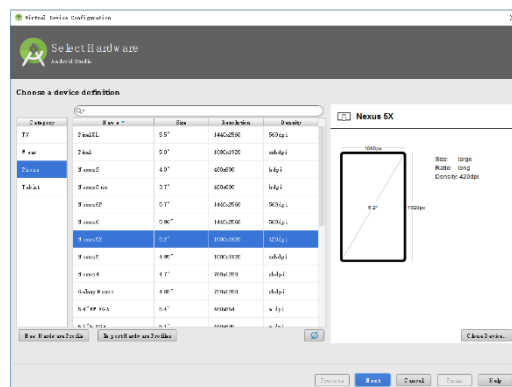 Virtual Device Configuration
Select Hardware
Android Studio
Choose a device definition
Category Name Size Resolution Density
TV
Wear
Phone
Tablet
Pixel XL 5.5" 1440x2560 560dpi
Pixel 5.0" 1080x1920 xxhdpi
Nexus S 4.0" 480x800 hdpi
Nexus One 3.7" 480x800 hdpi
Nexus 6P 5.7" 1440x2560 560dpi
Nexus 6 5.96" 1440x2560 560dpi
Nexus 5X 5.2" 1080x1920 420dpi
Nexus 5 4.95" 1080x1920 xxhdpi
Nexus 4 4.7" 768x1280 xhdpi
Galaxy Nexus 4.65" 720x1280 xhdpi
5.4" FWVGA 5.4" 480x854 mdpi
New Hardware Profile Import Hardware Profiles
Nexus 5X
1080px
5.2"
1920px
Size: large
Ratio: long
Density: 420dpi
Clone Device...
Previous Next Cancel Finish Help